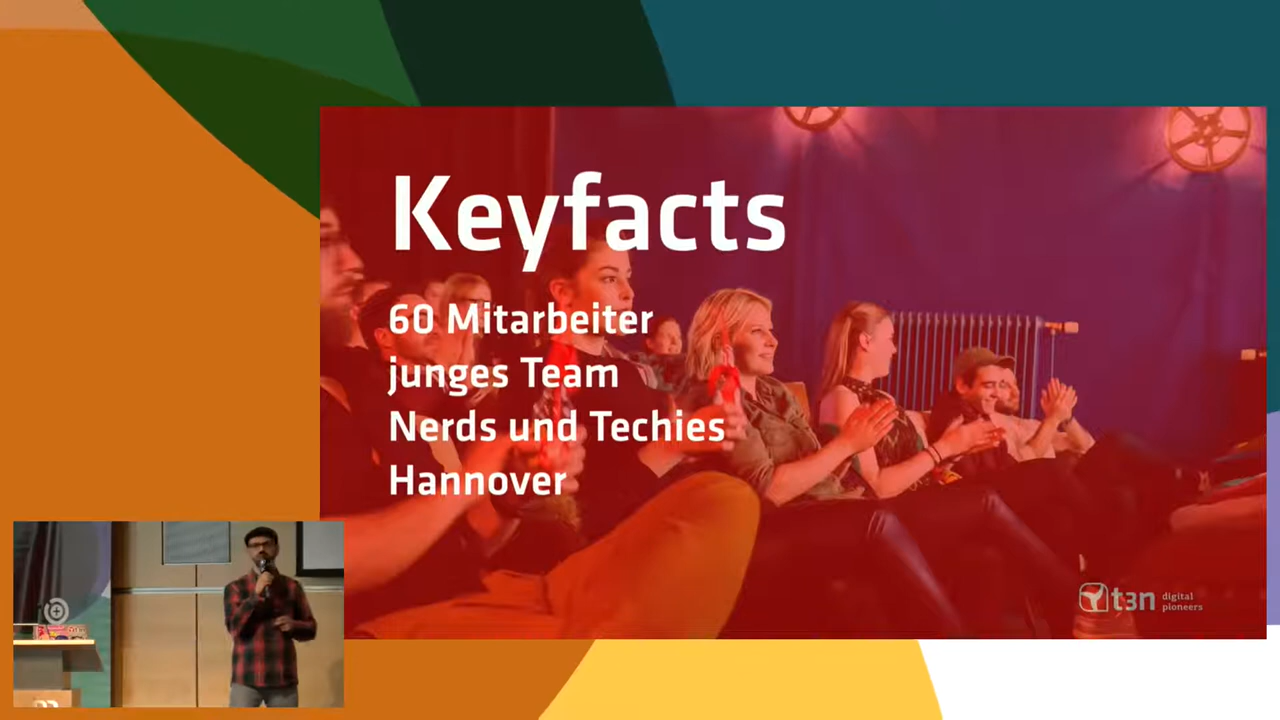 Keyfacts
60 Mitarbeiter
junges Team
Nerds und Techies
Hannover
t3n digital
pioneers